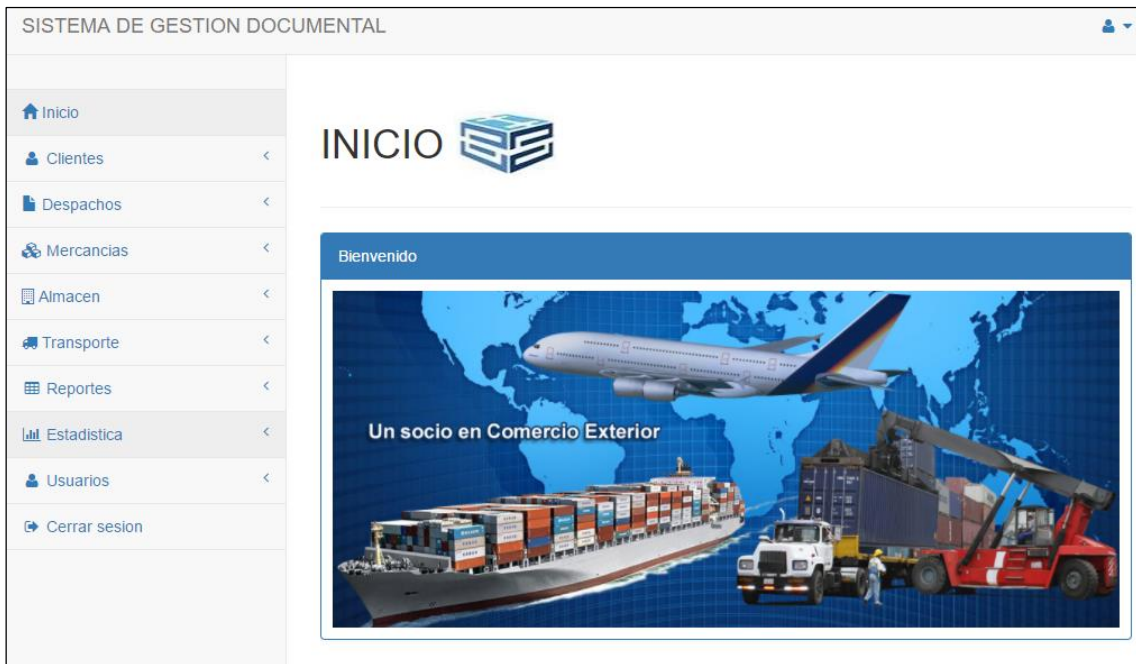 SISTEMA DE GESTION DOCUMENTAL
Inicio
Clientes
Despachos
Mercancias
Almacen
Transporte
Reportes
Estadistica
Usuarios
Cerrar sesion
INICIO
Bienvenido
Un socio en Comercio Exterior